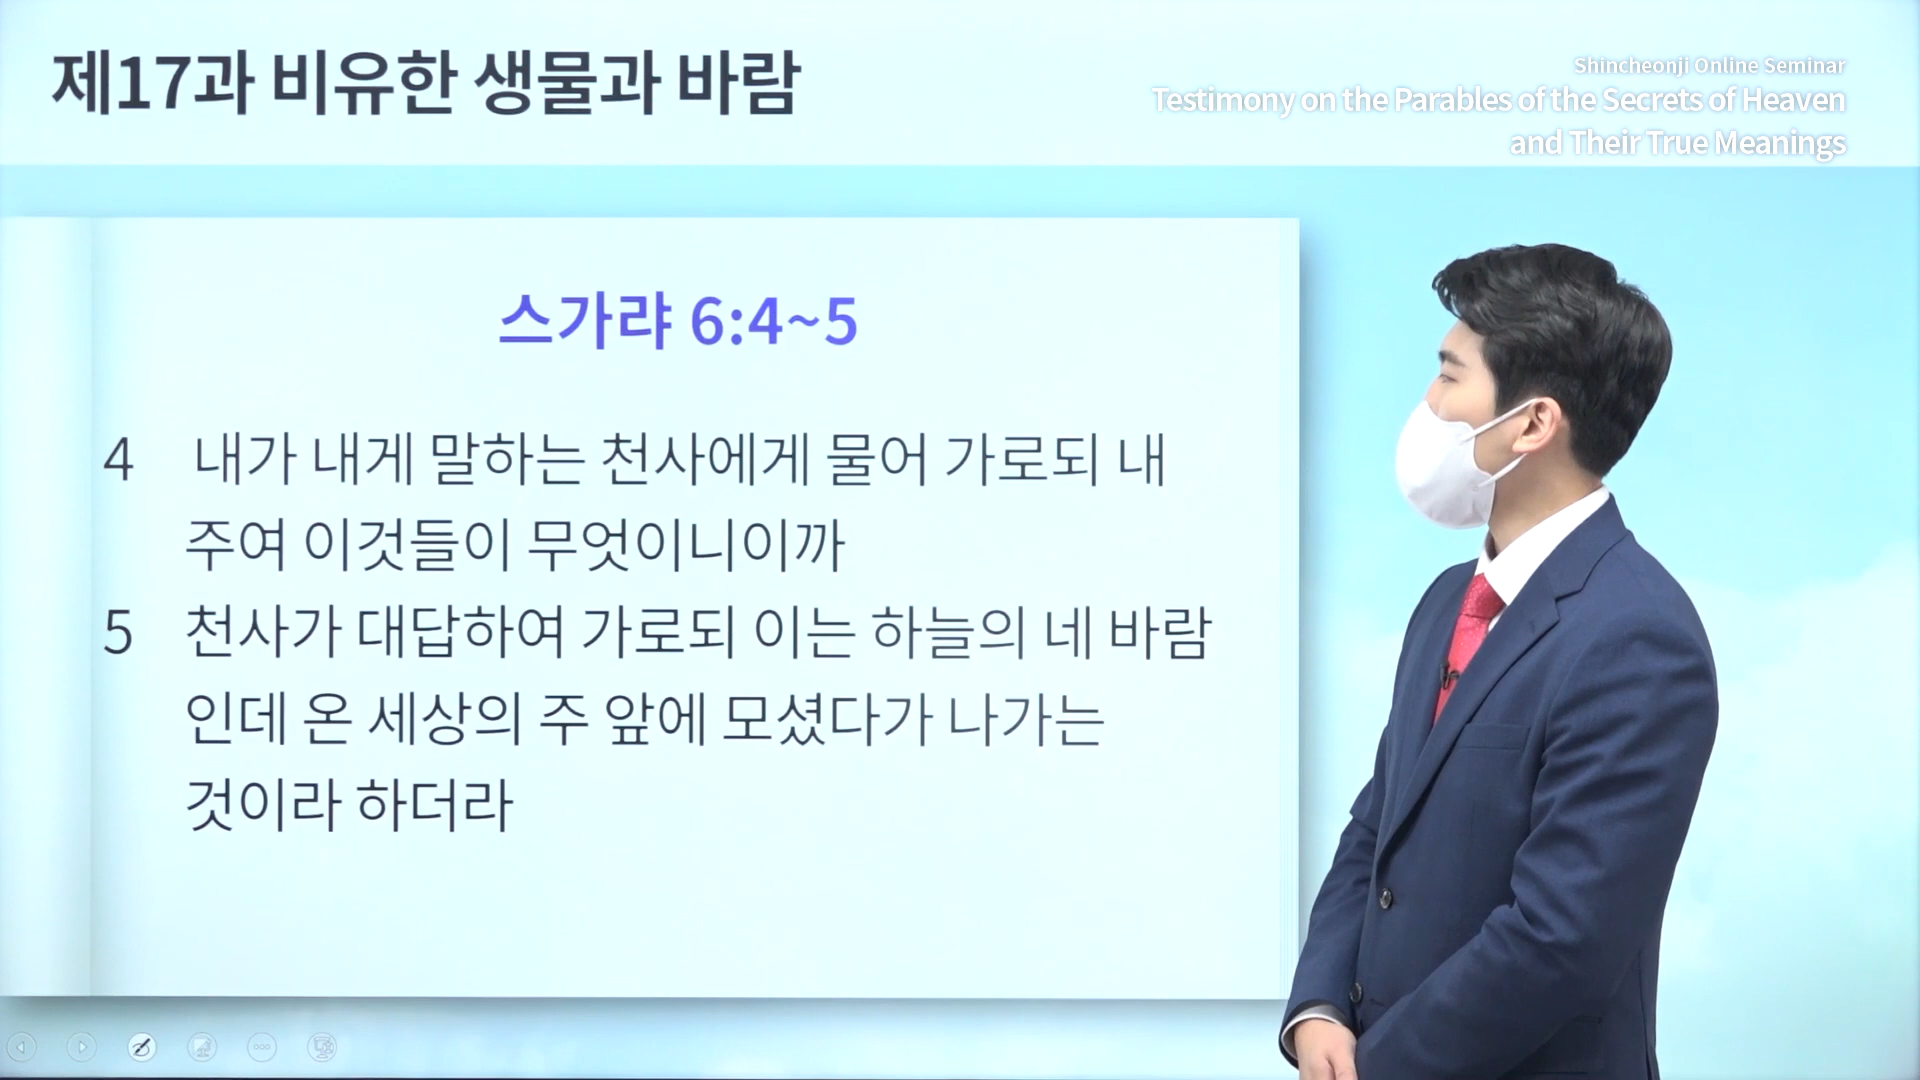 제17과 비유한 생물과 바람
Shincheonji Online Seminar
Testimony on the Parables of the Secrets of Heaven
and Their True Meanings
스가랴 6:4~5
4 내가 내게 말하는 천사에게 물어 가로되 내
주여 이것들이 무엇이니이까
5 천사가 대답하여 가로되 이는 하늘의 네 바람
인데 온 세상의 주 앞에 모셨다가 나가는
것이라 하더라